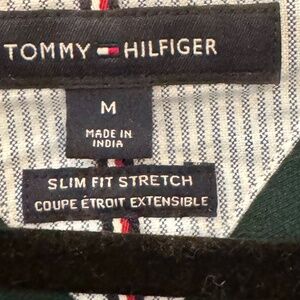 TOMMY HILFIGER
M
MADE IN
INDIA
SLIM FIT STRETCH
COUPE ÉTROIT EXTENSIBLE